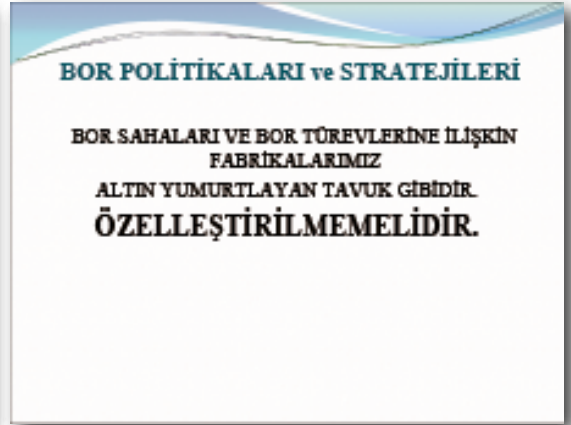 BOR POLİTİKALARI ve STRATEJİLERİ
BOR SAHALARI VE BOR TÜREVLERİNE İLİŞKİN
FABRİKALARIMIZ
ALTIN YUMURTLAYAN TAVUK GİBİDİR.
ÖZELLEŞTİRİLMEMELİDİR.